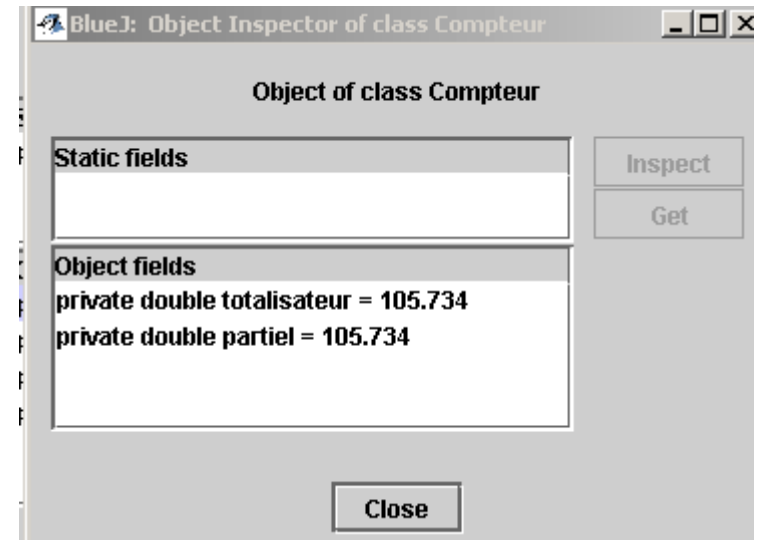 BlueJ: Object Inspector of class Compteur
Object of class Compteur
Static fields
Inspect
Get
Object fields
private double totalisateur = 105.734
private double partiel = 105.734
Close